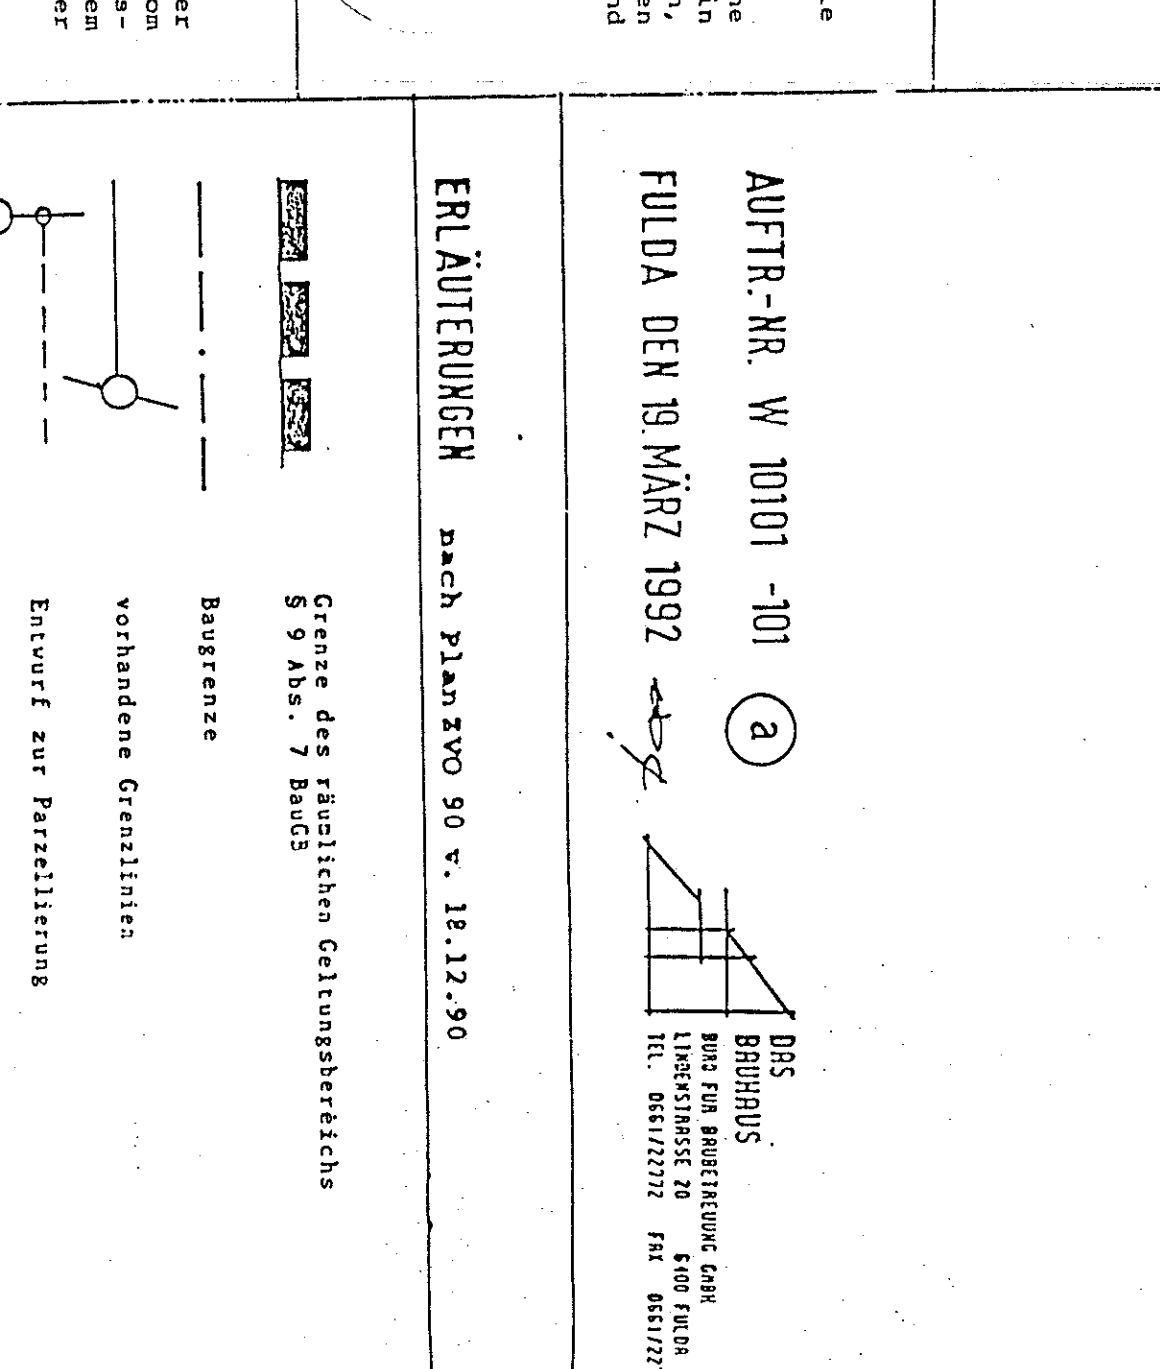 AUFTR.-NR. W 10101 -101 a
FULDA DEN 19.MÄRZ 1992
DAS
BAUHAUS
BÜRO FÜR BAUBETREUUNG GMBH
LINDENSTRASSE 20 6400 FULDA
TEL. 0661/22772 FAX 0661/22
ERLÄUTERUNGEN nach PlanzVO 90 v. 18.12.90
Grenze des räumlichen Geltungsbereichs
§ 9 Abs. 7 BauGB
Baugrenze
vorhandene Grenzlinien
Entwurf zur Parzellierung